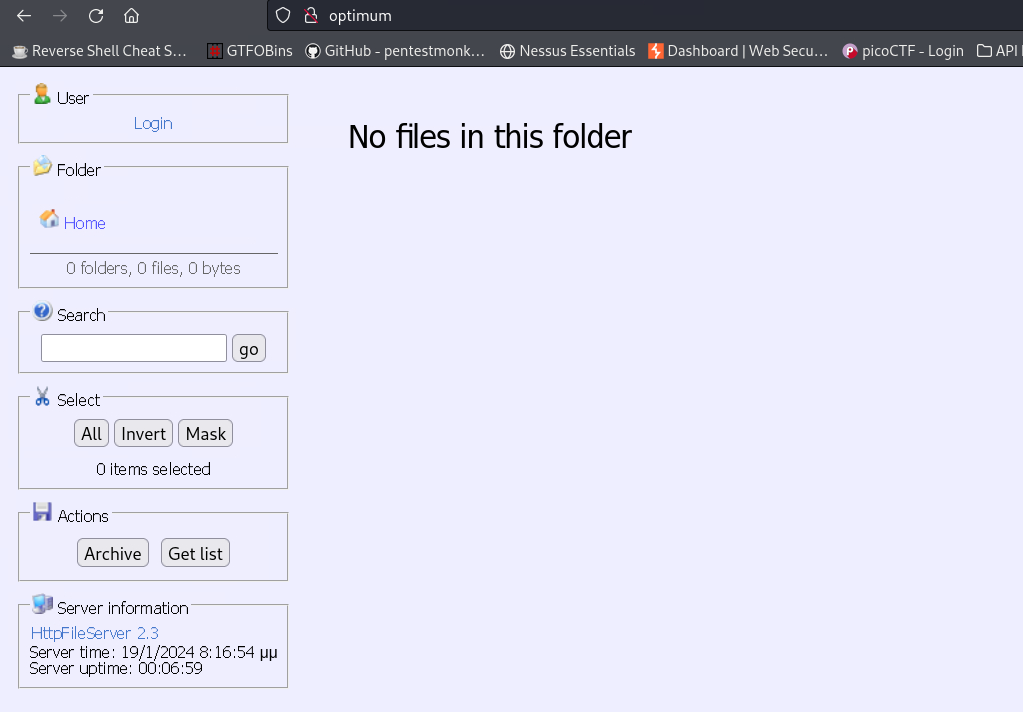 optimum
Reverse Shell Cheat S... GTFOBins GitHub - pentestmonk... Nessus Essentials Dashboard | Web Secu... picoCTF - Login API
User
Login
No files in this folder
Folder
Home
0 folders, 0 files, 0 bytes
Search
go
Select
All Invert Mask
0 items selected
Actions
Archive Get list
Server information
HttpFileServer 2.3
Server time: 19/1/2024 8:16:54 μμ
Server uptime: 00:06:59